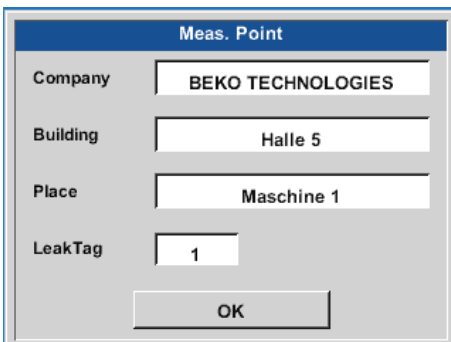 Meas. Point
Company BEKO TECHNOLOGIES
Building Halle 5
Place Maschine 1
LeakTag 1
OK